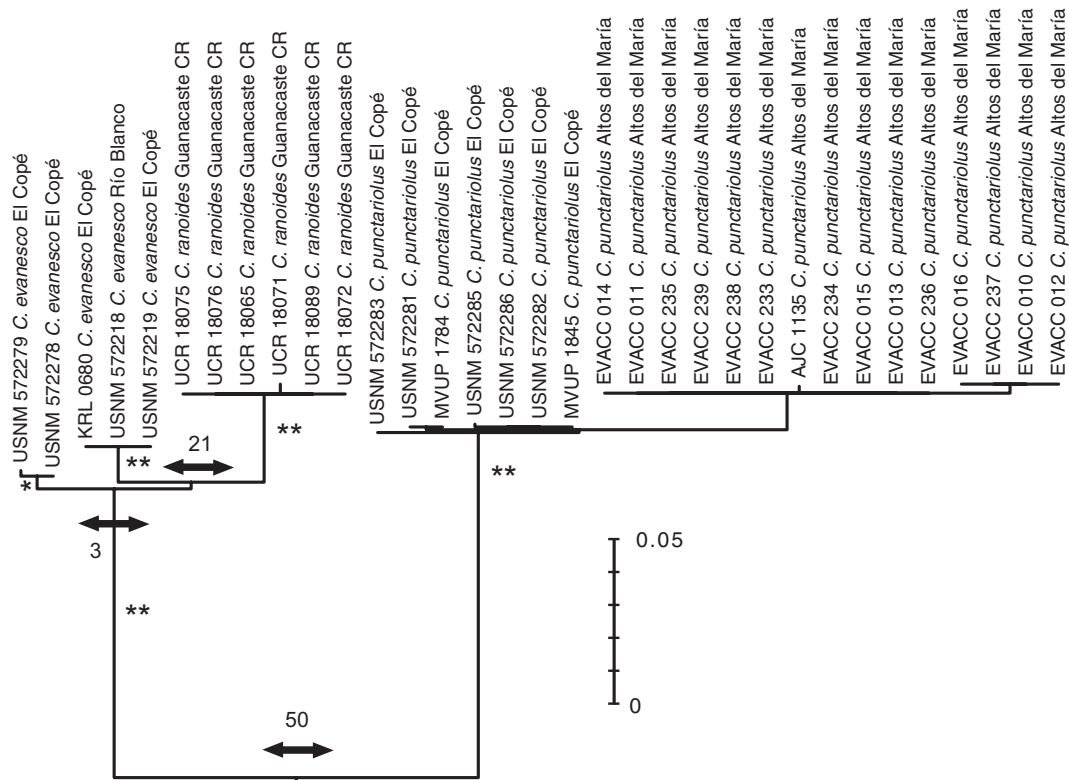 USNM 572279 C. evanesco El Copé
USNM 572278 C. evanesco El Copé
KRL 0680 C. evanesco El Copé
USNM 572218 C. evanesco Río Blanco
USNM 572219 C. evanesco El Copé
UCR 18075 C. ranoides Guanacaste CR
UCR 18076 C. ranoides Guanacaste CR
UCR 18065 C. ranoides Guanacaste CR
UCR 18071 C. ranoides Guanacaste CR
UCR 18089 C. ranoides Guanacaste CR
UCR 18072 C. ranoides Guanacaste CR
USNM 572283 C. punctariolus El Copé
USNM 572281 C. punctariolus El Copé
MVUP 1784 C. punctariolus El Copé
USNM 572285 C. punctariolus El Copé
USNM 572286 C. punctariolus El Copé
USNM 572282 C. punctariolus El Copé
MVUP 1845 C. punctariolus El Copé
EVACC 014 C. punctariolus Altos del María
EVACC 011 C. punctariolus Altos del María
EVACC 235 C. punctariolus Altos del María
EVACC 239 C. punctariolus Altos del María
EVACC 238 C. punctariolus Altos del María
EVACC 233 C. punctariolus Altos del María
AJC 1135 C. punctariolus Altos del María
EVACC 234 C. punctariolus Altos del María
EVACC 015 C. punctariolus Altos del María
EVACC 013 C. punctariolus Altos del María
EVACC 236 C. punctariolus Altos del María
EVACC 016 C. punctariolus Altos del María
EVACC 237 C. punctariolus Altos del María
EVACC 010 C. punctariolus Altos del María
EVACC 012 C. punctariolus Altos del María
**
21
**
**
*
3
0.05
**
0
50